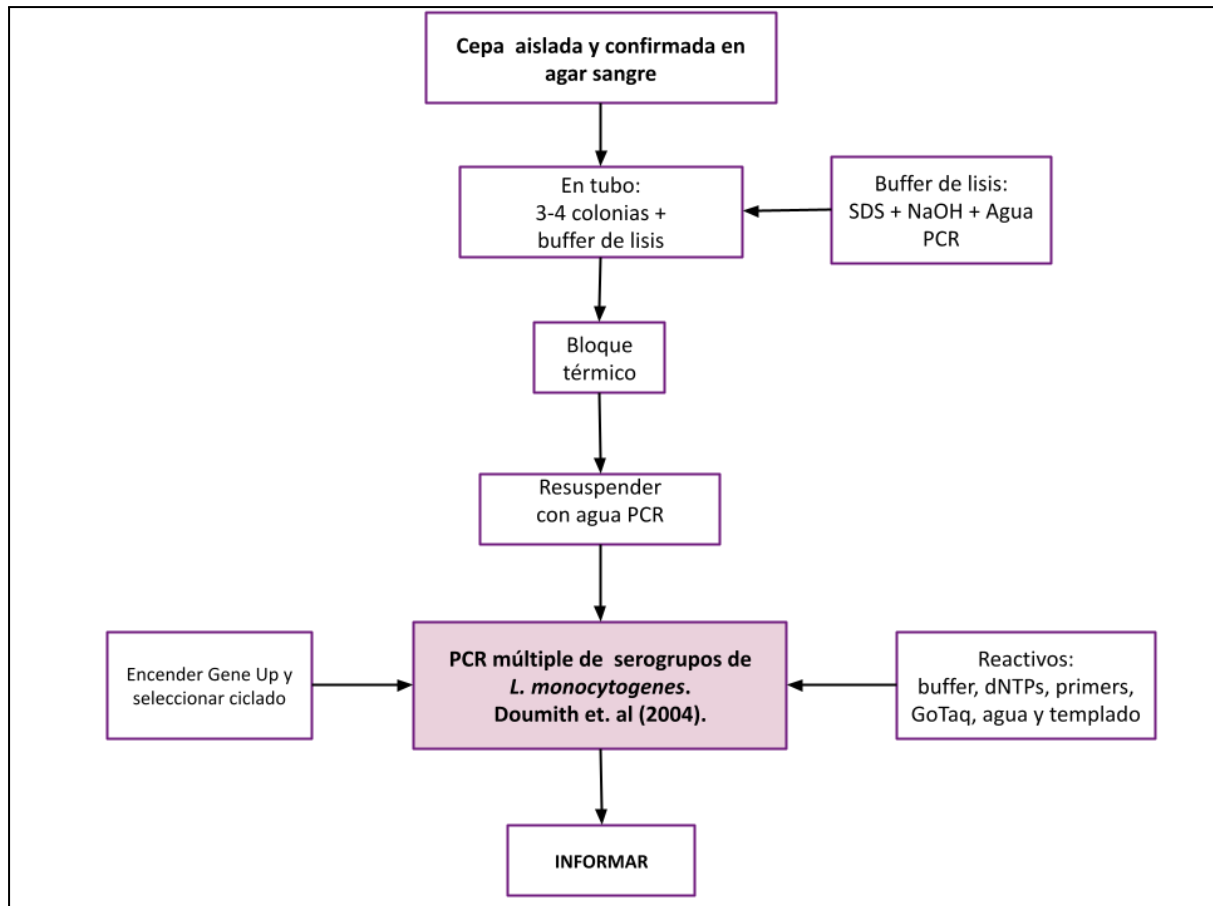 Cepa aislada y confirmada en
agar sangre
En tubo:
3-4 colonias +
buffer de lisis
Buffer de lisis:
SDS + NaOH + Agua
PCR
Bloque
térmico
Resuspender
con agua PCR
Encender Gene Up y
seleccionar ciclado
PCR múltiple de serogrupos de
L. monocytogenes.
Doumith et. al (2004).
Reactivos:
buffer, dNTPs, primers,
GoTaq, agua y templado
INFORMAR